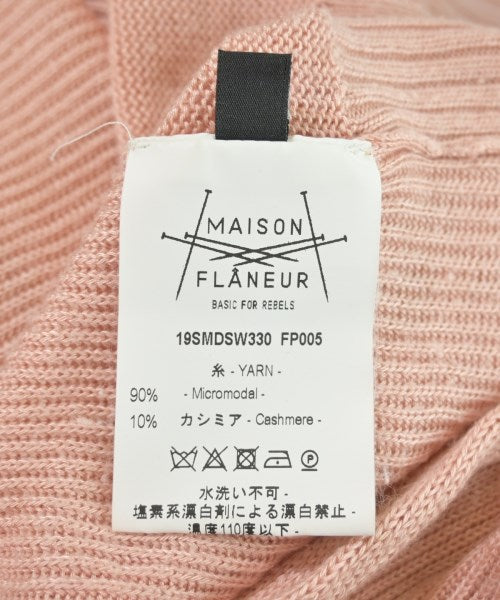 MAISON
FLÂNEUR
BASIC FOR REBELS
19SMDSW330 FP005
糸 - YARN -
90% - Micromodal -
10% カシミア - Cashmere -
P
水洗い不可 -
塩素系漂白剤による漂白禁止 -
温度110度以下 -